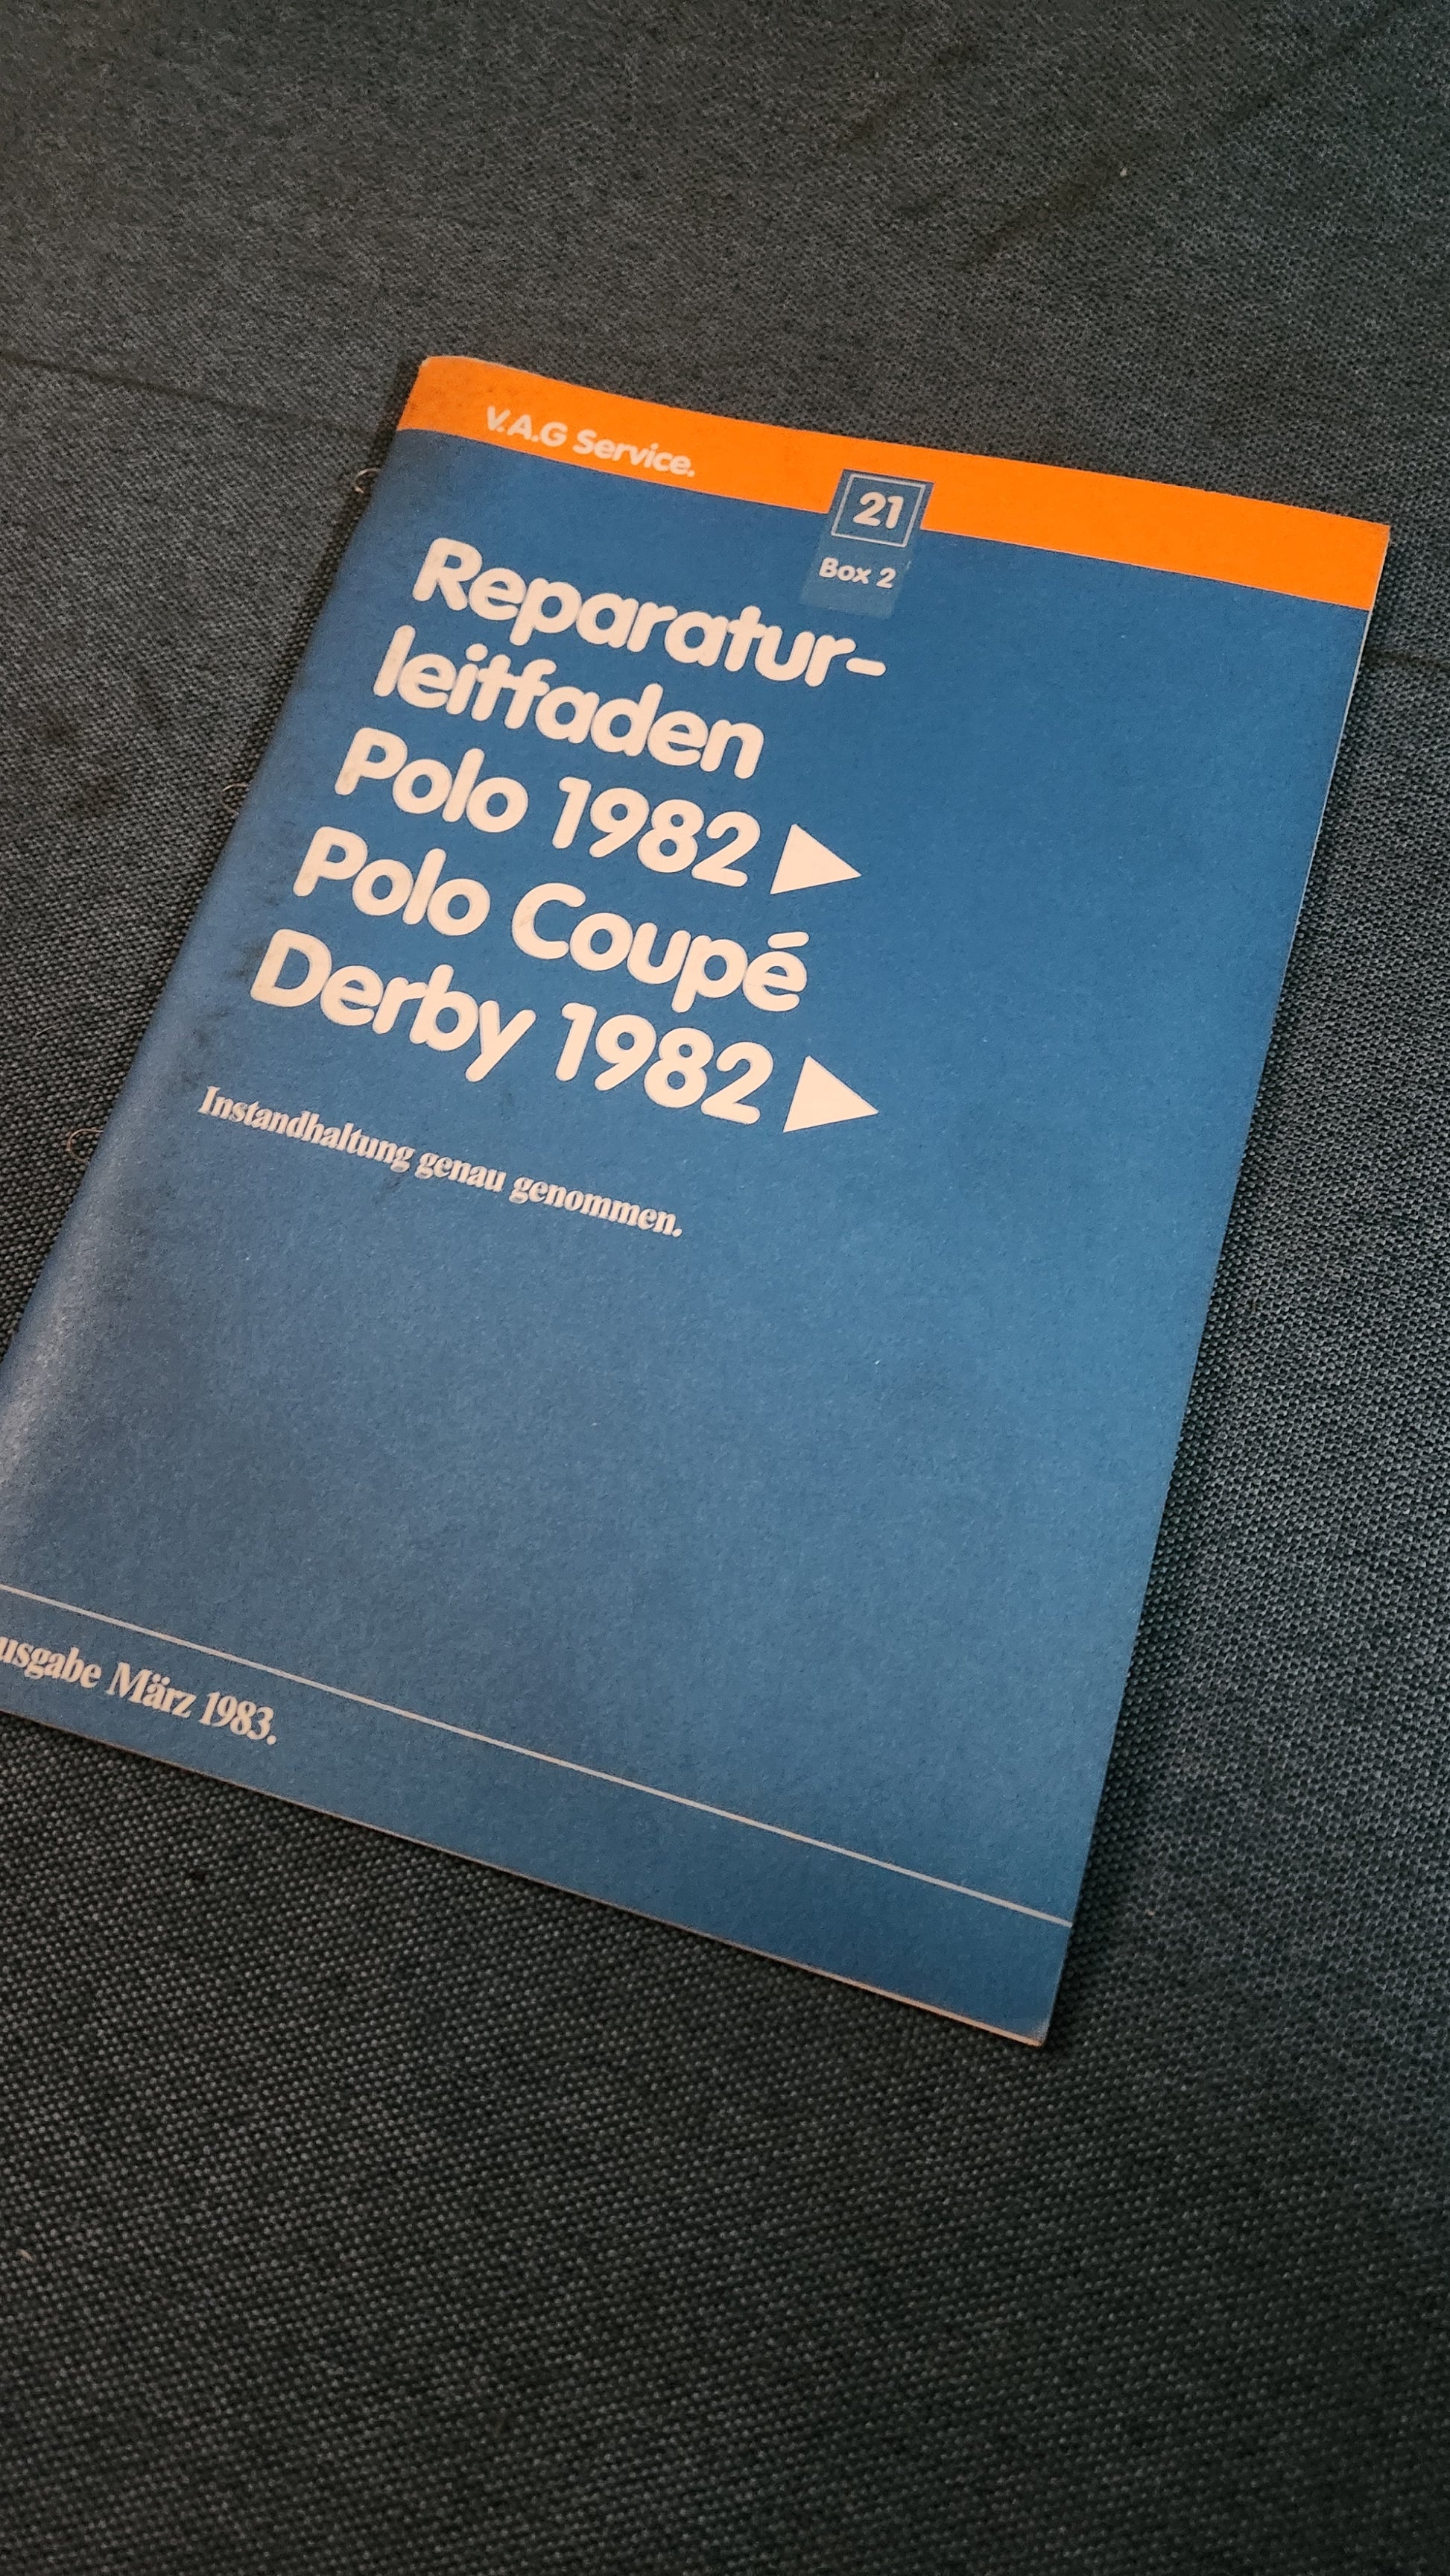 V.A.G Service.
21
Box 2
Reparatur-
leitfaden
Polo 1982 ▶
Polo Coupé
Derby 1982 ▶
Instandhaltung genau genommen.
usgabe März 1983.